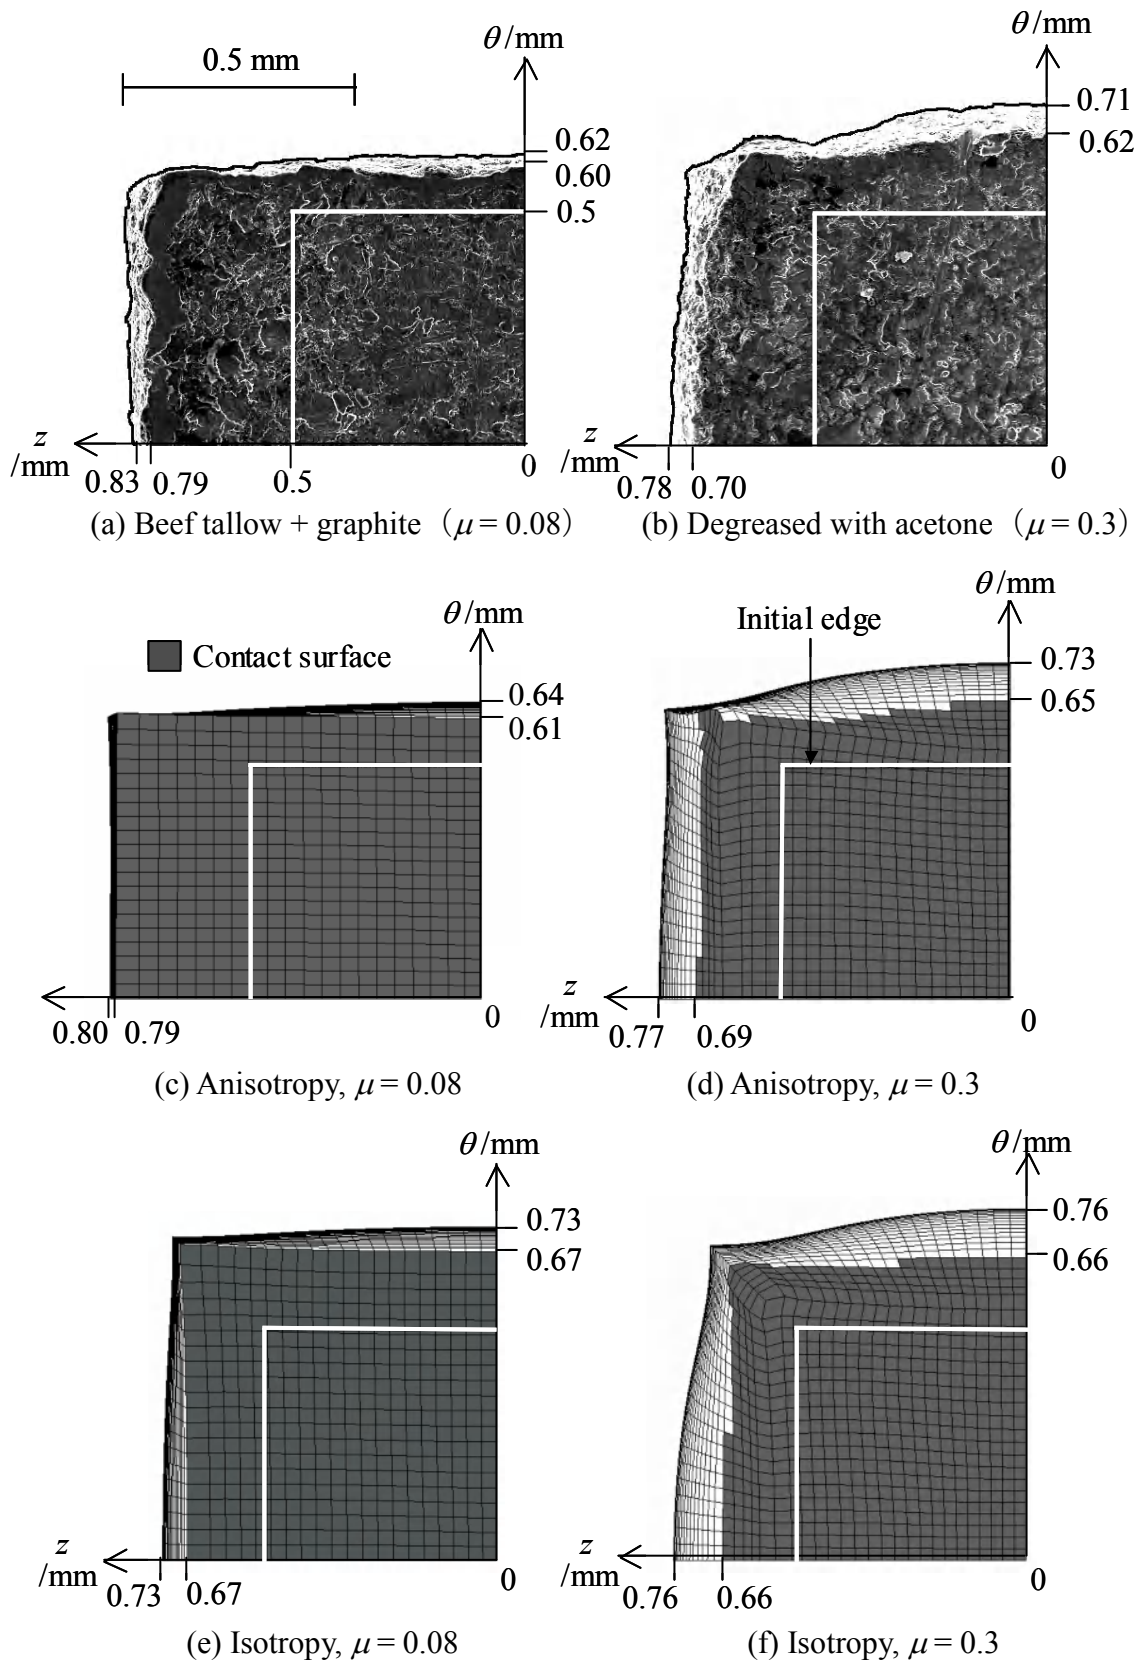 θ/mm
0.5 mm
0.62
0.60
0.5
z
/mm
0.83
0.79
0.5
0
(a) Beef tallow + graphite （μ = 0.08）
θ/mm
0.71
0.62
z
/mm
0.78
0.70
0
(b) Degreased with acetone （μ = 0.3）
θ/mm
Contact surface
0.64
0.61
0.80
0.79
0
(c) Anisotropy, μ = 0.08
θ/mm
Initial edge
0.73
0.65
z
/mm
0.77
0.69
0
(d) Anisotropy, μ = 0.3
θ/mm
0.73
0.67
z
/mm
0.73
0.67
0
(e) Isotropy, μ = 0.08
θ/mm
0.76
0.66
z
/mm
0.76
0.66
0
(f) Isotropy, μ = 0.3